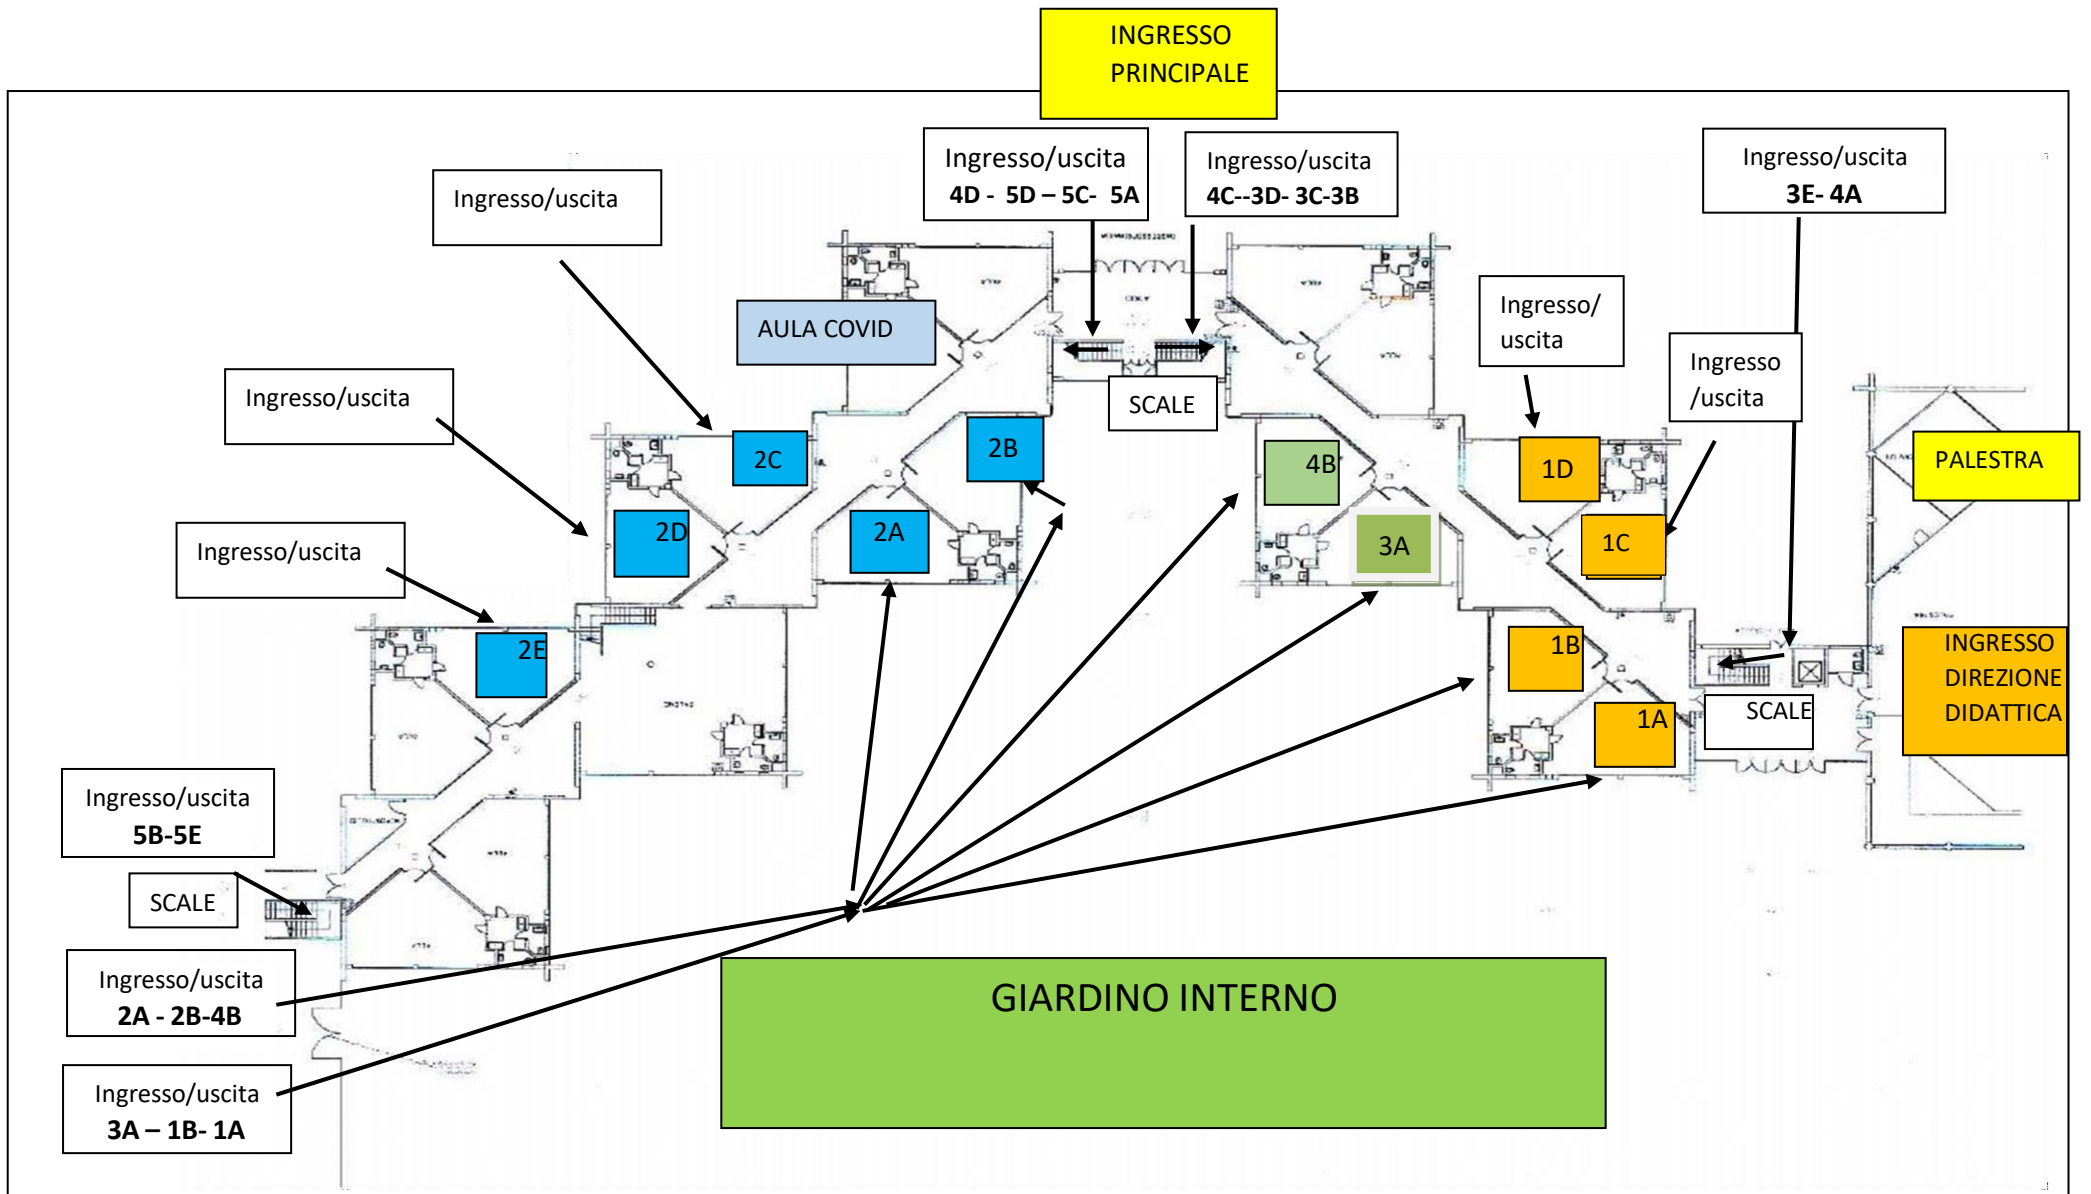 INGRESSO
PRINCIPALE
Ingresso/uscita
4D - 5D – 5C- 5A
Ingresso/uscita
4C--3D- 3C-3B
Ingresso/uscita
3E- 4A
Ingresso/uscita
Ingresso/
uscita
AULA COVID
Ingresso
/uscita
Ingresso/uscita
SCALE
2C
2B
4B
1D
PALESTRA
2D
2A
3A
1C
Ingresso/uscita
2E
1B
INGRESSO
DIREZIONE
DIDATTICA
1A
SCALE
Ingresso/uscita
5B-5E
SCALE
Ingresso/uscita
2A - 2B-4B
GIARDINO INTERNO
Ingresso/uscita
3A – 1B- 1A